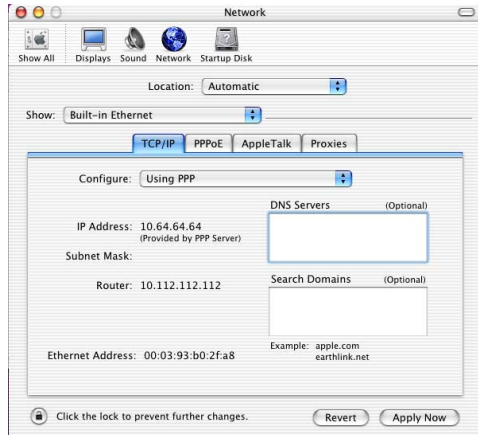 Network
Show All Displays Sound Network Startup Disk
Location: Automatic
Show: Built-in Ethernet
TCP/IP PPPoE AppleTalk Proxies
Configure: Using PPP
DNS Servers (Optional)
IP Address: 10.64.64.64
(Provided by PPP Server)
Subnet Mask:
Router: 10.112.112.112
Search Domains (Optional)
Example: apple.com
earthlink.net
Ethernet Address: 00:03:93:b0:2f:a8
Click the lock to prevent further changes.
Revert Apply Now